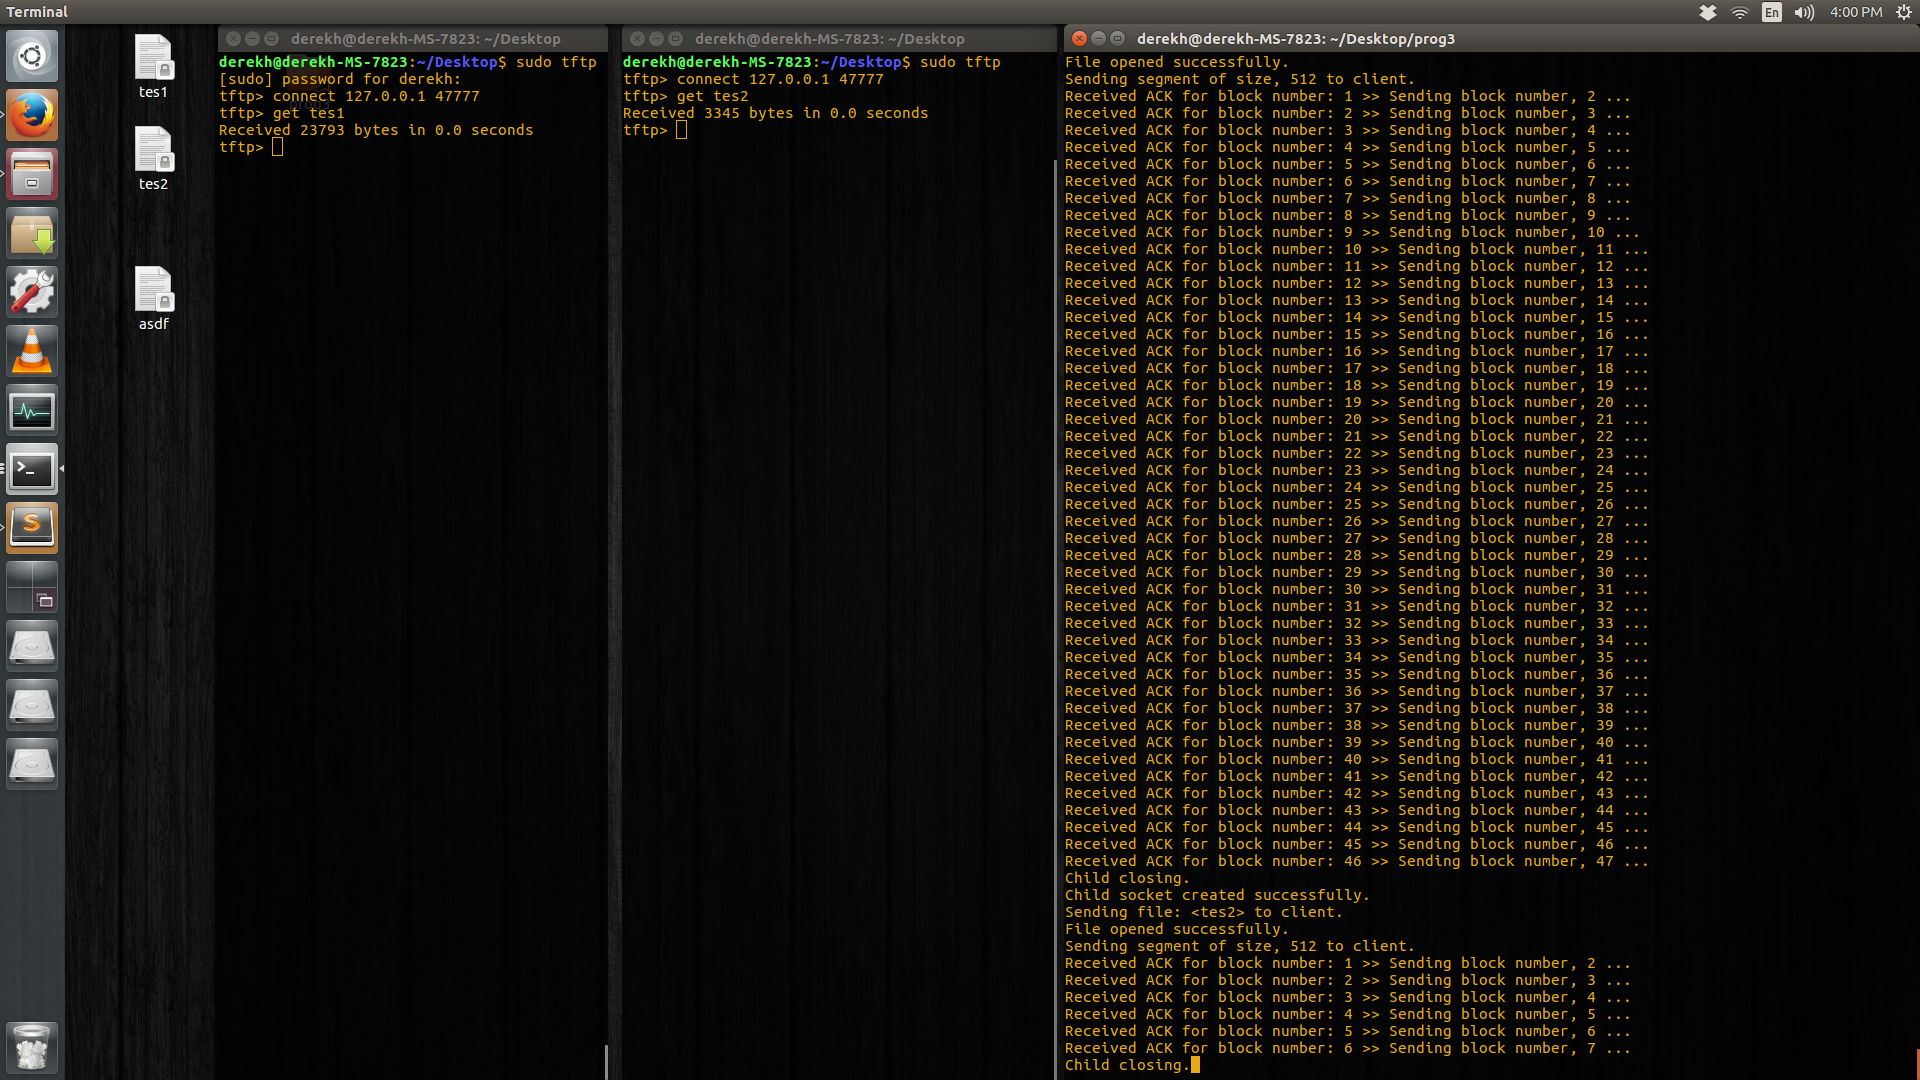 Terminal
En
4:00 PM
tes1
tes2
asdf
derekh@derekh-MS-7823: ~/Desktop
derekh@derekh-MS-7823:~/Desktop$ sudo tftp
[sudo] password for derekh:
tftp> connect 127.0.0.1 47777
tftp> get tes1
Received 23793 bytes in 0.0 seconds
tftp>
derekh@derekh-MS-7823: ~/Desktop
derekh@derekh-MS-7823:~/Desktop$ sudo tftp
tftp> connect 127.0.0.1 47777
tftp> get tes2
Received 3345 bytes in 0.0 seconds
tftp>
derekh@derekh-MS-7823: ~/Desktop/prog3
File opened successfully.
Sending segment of size, 512 to client.
Received ACK for block number: 1 >> Sending block number, 2 ...
Received ACK for block number: 2 >> Sending block number, 3 ...
Received ACK for block number: 3 >> Sending block number, 4 ...
Received ACK for block number: 4 >> Sending block number, 5 ...
Received ACK for block number: 5 >> Sending block number, 6 ...
Received ACK for block number: 6 >> Sending block number, 7 ...
Received ACK for block number: 7 >> Sending block number, 8 ...
Received ACK for block number: 8 >> Sending block number, 9 ...
Received ACK for block number: 9 >> Sending block number, 10 ...
Received ACK for block number: 10 >> Sending block number, 11 ...
Received ACK for block number: 11 >> Sending block number, 12 ...
Received ACK for block number: 12 >> Sending block number, 13 ...
Received ACK for block number: 13 >> Sending block number, 14 ...
Received ACK for block number: 14 >> Sending block number, 15 ...
Received ACK for block number: 15 >> Sending block number, 16 ...
Received ACK for block number: 16 >> Sending block number, 17 ...
Received ACK for block number: 17 >> Sending block number, 18 ...
Received ACK for block number: 18 >> Sending block number, 19 ...
Received ACK for block number: 19 >> Sending block number, 20 ...
Received ACK for block number: 20 >> Sending block number, 21 ...
Received ACK for block number: 21 >> Sending block number, 22 ...
Received ACK for block number: 22 >> Sending block number, 23 ...
Received ACK for block number: 23 >> Sending block number, 24 ...
Received ACK for block number: 24 >> Sending block number, 25 ...
Received ACK for block number: 25 >> Sending block number, 26 ...
Received ACK for block number: 26 >> Sending block number, 27 ...
Received ACK for block number: 27 >> Sending block number, 28 ...
Received ACK for block number: 28 >> Sending block number, 29 ...
Received ACK for block number: 29 >> Sending block number, 30 ...
Received ACK for block number: 30 >> Sending block number, 31 ...
Received ACK for block number: 31 >> Sending block number, 32 ...
Received ACK for block number: 32 >> Sending block number, 33 ...
Received ACK for block number: 33 >> Sending block number, 34 ...
Received ACK for block number: 34 >> Sending block number, 35 ...
Received ACK for block number: 35 >> Sending block number, 36 ...
Received ACK for block number: 36 >> Sending block number, 37 ...
Received ACK for block number: 37 >> Sending block number, 38 ...
Received ACK for block number: 38 >> Sending block number, 39 ...
Received ACK for block number: 39 >> Sending block number, 40 ...
Received ACK for block number: 40 >> Sending block number, 41 ...
Received ACK for block number: 41 >> Sending block number, 42 ...
Received ACK for block number: 42 >> Sending block number, 43 ...
Received ACK for block number: 43 >> Sending block number, 44 ...
Received ACK for block number: 44 >> Sending block number, 45 ...
Received ACK for block number: 45 >> Sending block number, 46 ...
Received ACK for block number: 46 >> Sending block number, 47 ...
Child closing.
Child socket created successfully.
Sending file: <tes2> to client.
File opened successfully.
Sending segment of size, 512 to client.
Received ACK for block number: 1 >> Sending block number, 2 ...
Received ACK for block number: 2 >> Sending block number, 3 ...
Received ACK for block number: 3 >> Sending block number, 4 ...
Received ACK for block number: 4 >> Sending block number, 5 ...
Received ACK for block number: 5 >> Sending block number, 6 ...
Received ACK for block number: 6 >> Sending block number, 7 ...
Child closing.